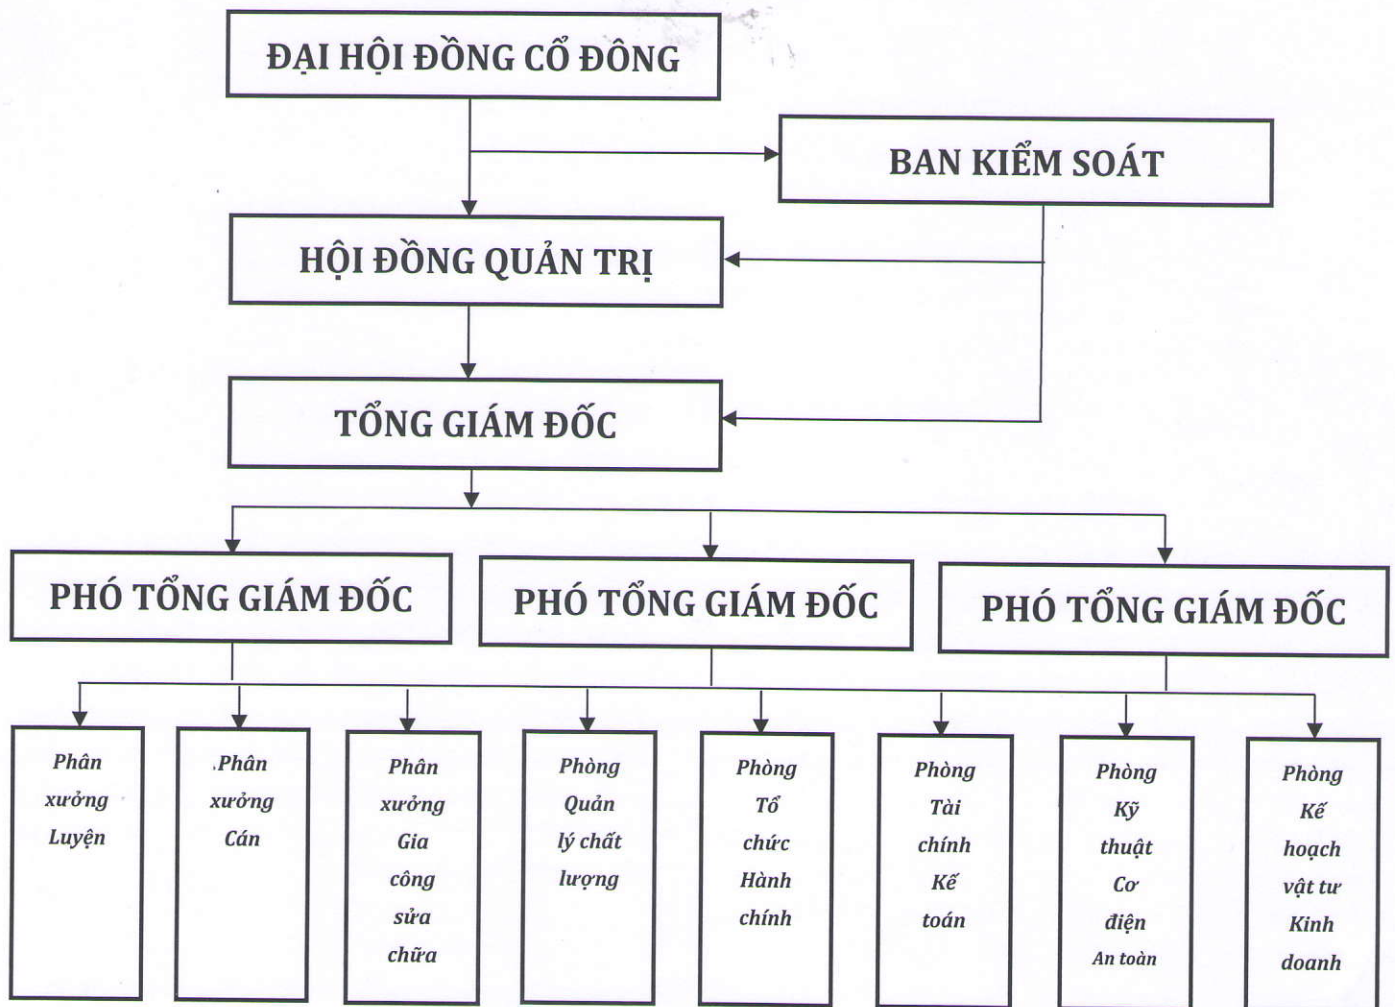 ĐẠI HỘI ĐỒNG CỔ ĐÔNG
BAN KIỂM SOÁT
HỘI ĐỒNG QUẢN TRỊ
TỔNG GIÁM ĐỐC
PHÓ TỔNG GIÁM ĐỐC
PHÓ TỔNG GIÁM ĐỐC
PHÓ TỔNG GIÁM ĐỐC
Phân
xưởng
Luyện
Phân
xưởng
Cán
Phân
xưởng
Gia
công
sửa
chữa
Phòng
Quản
lý chất
lượng
Phòng
Tổ
chức
Hành
chính
Phòng
Tài
chính
Kế
toán
Phòng
Kỹ
thuật
Cơ
điện
An toàn
Phòng
Kế
hoạch
vật tư
Kinh
doanh